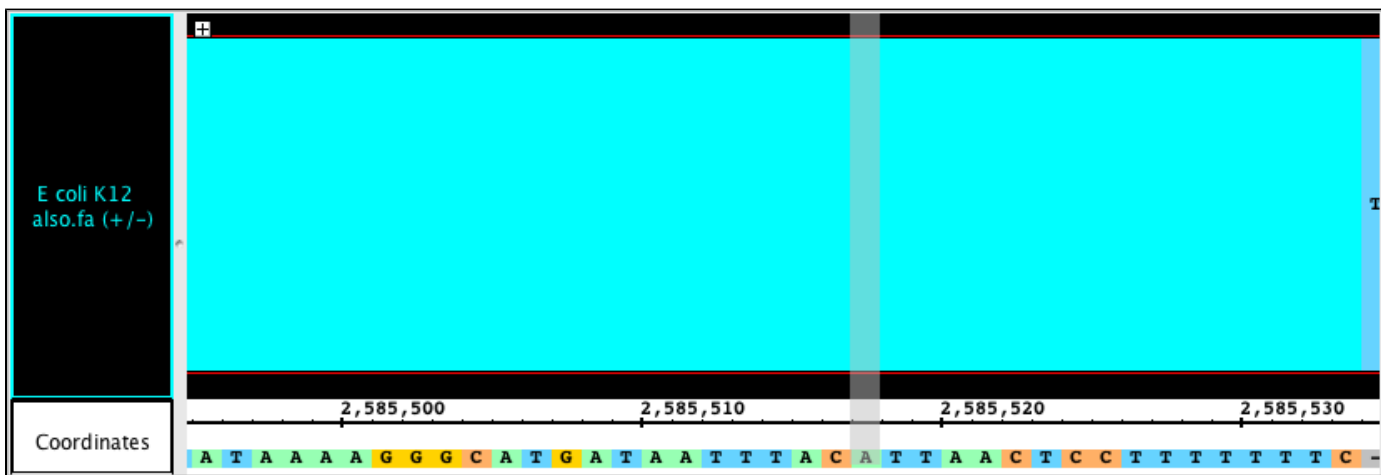 +
E coli K12
also.fa (+/-)
T
2,585,500 2,585,510 2,585,520 2,585,530
Coordinates
A T A A A A G G G C A T G A T A A T T T A C A T T A A C T C C T T T T T T T C -